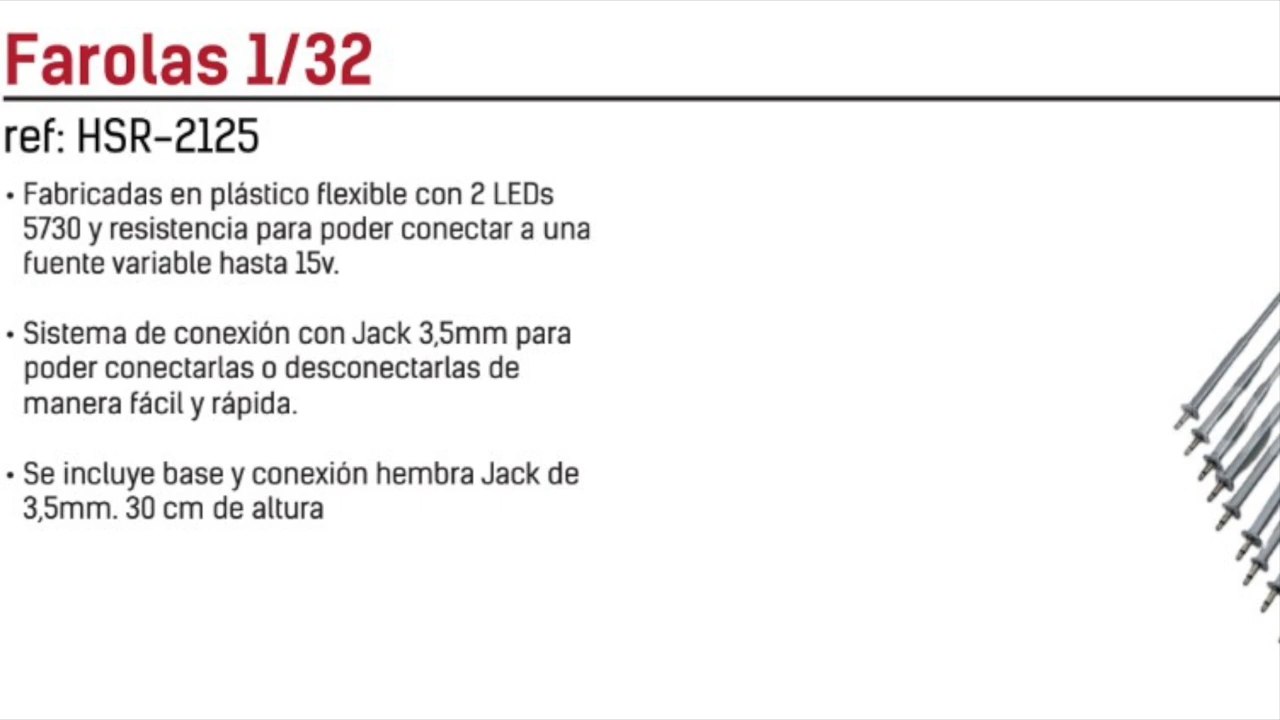 Farolas 1/32
ref: HSR-2125
• Fabricadas en plástico flexible con 2 LEDs
5730 y resistencia para poder conectar a una
fuente variable hasta 15v.
• Sistema de conexión con Jack 3,5mm para
poder conectarlas o desconectarlas de
manera fácil y rápida.
• Se incluye base y conexión hembra Jack de
3,5mm. 30 cm de altura